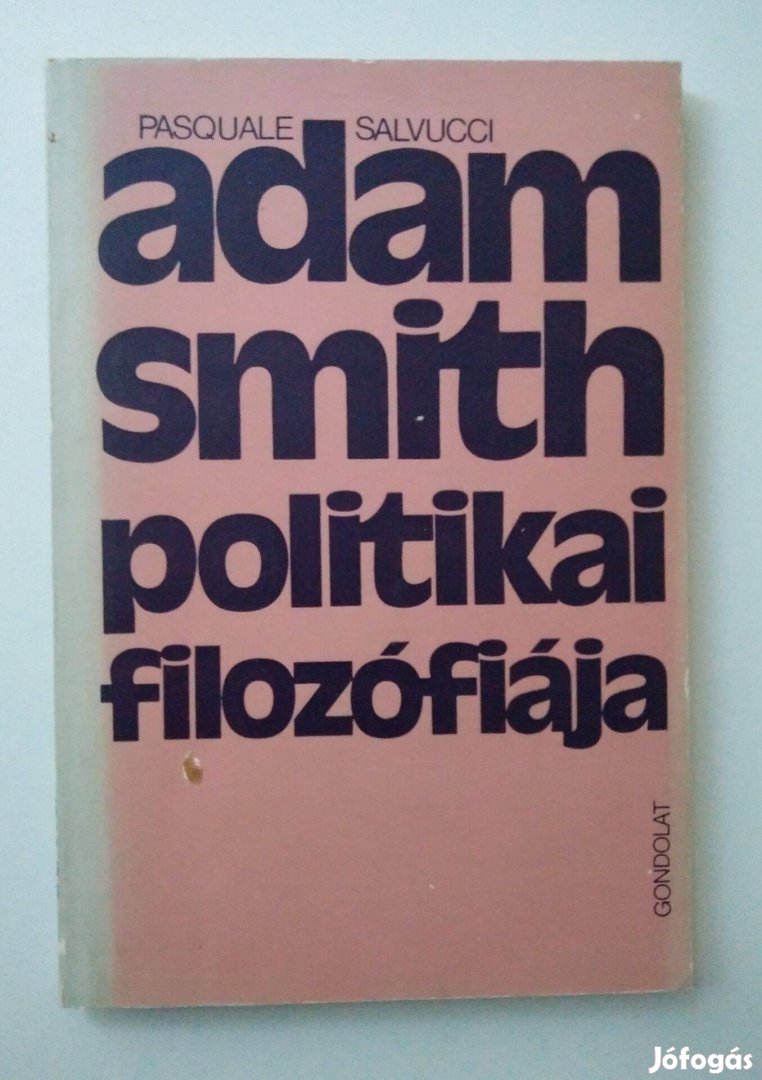 PASQUALE SALVUCCI
adam
smith
politikai
filozófiája
GONDOLAT
Jófogás